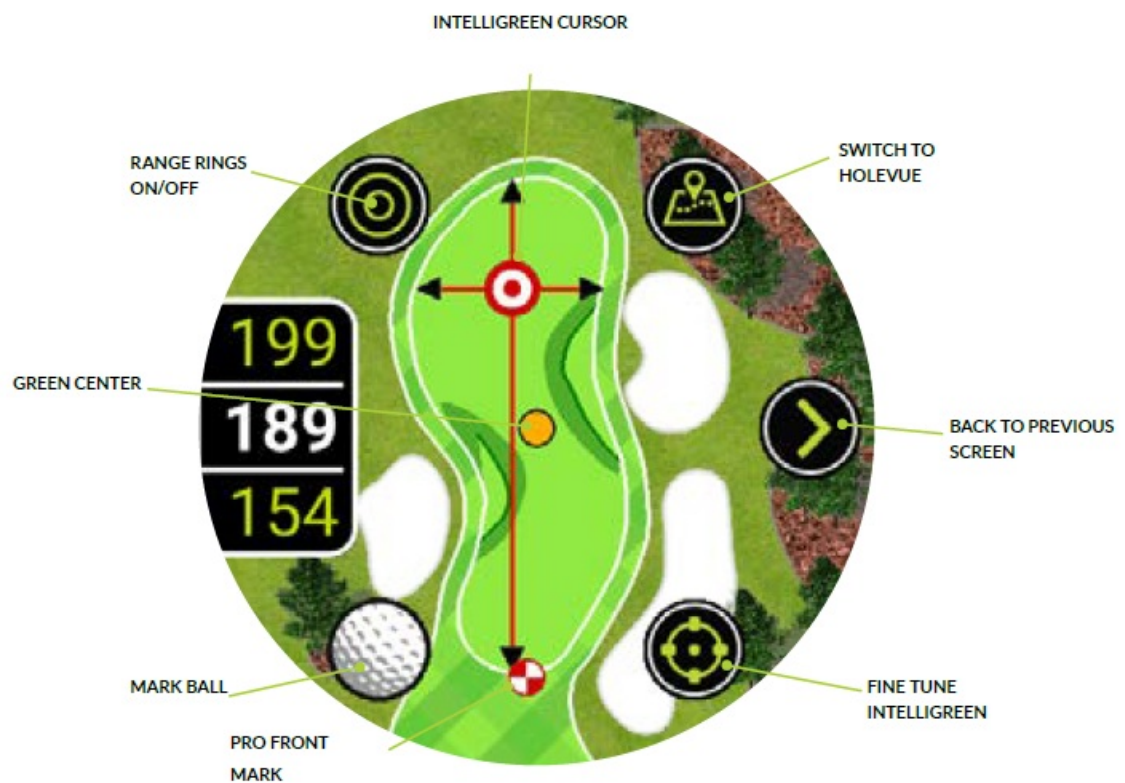 INTELLIGREEN CURSOR
RANGE RINGS
ON/OFF
SWITCH TO
HOLEVUE
199
GREEN CENTER
189
BACK TO PREVIOUS
SCREEN
154
MARK BALL
FINE TUNE
INTELLIGREEN
PRO FRONT
MARK